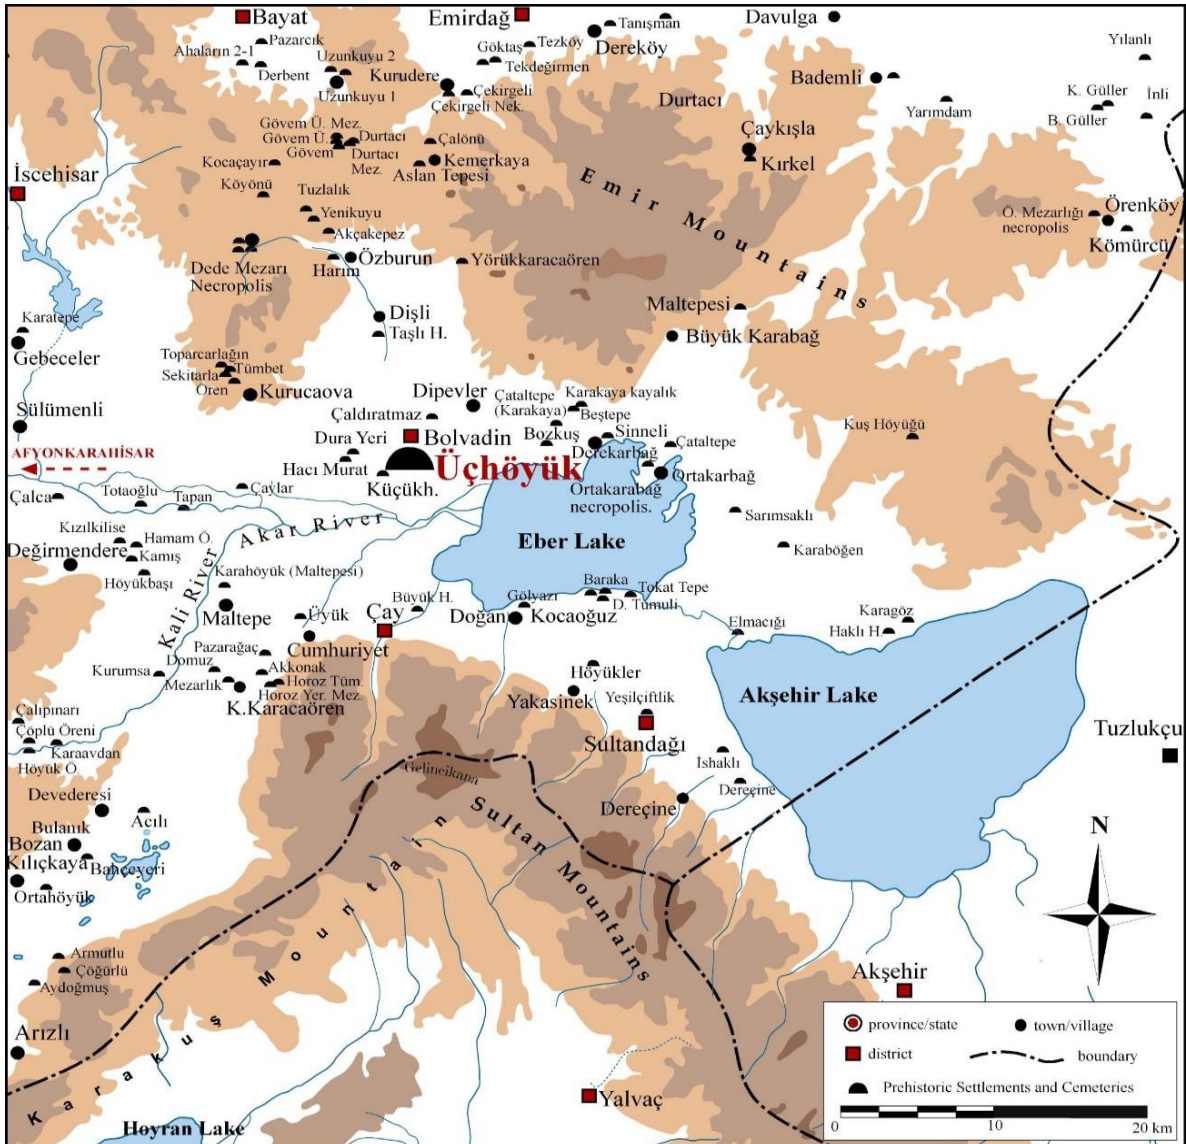 Bayat
Emirdağ
Davulga
Pazarcık
Tanışman
Göktaş
Tezköy
Dereköy
Ahaların 2-1
Derbent
Uzunkuyu 2
Kurudere
Tekdeğirmen
Yılanlı
Uzunkuyu 1
Çekirgeli
Çekirgeli Nek.
Durtacı
Bademli
Yarımdam
K. Güller
İnli
B. Güller
Gövem Ü. Mez.
Gövem Ü.
Durtacı
Gövem
Durtacı
Mez.
Çalönü
Çaykışla
Kırkel
Kocaçayır
Kemerkaya
Aslan Tepesi
İscehisar
Köyönü
Tuzlalık
Yenikuyu
Akçakepez
Emir Mountains
Örenköy
Ö. Mezarlığı
necropolis
Kömürcü
Dede Mezarı
Necropolis
Harım
Özburun
Yörükkaracaören
Maltepesi
Karatepe
Dişli
Taşlı H.
Büyük Karabağ
Gebeceler
Toparcarlağın
Tümbet
Sekitarla
Ören
Kurucaova
Dipevler
Çataltepe
(Karakaya)
Karakaya kayalık
Beştepe
Sülümenli
Çaldıratmaz
Bolvadin
Bozkuş
Sinneli
Kuş Höyüğü
AFYONKARAHİSAR
Dura Yeri
Derekarbağ
Çataltepe
Hacı Murat
Üçhöyük
Ortakarbağ
Küçükh.
Ortakarabağ
necropolis.
Çalca
Totaoğlu
Tapan
Çaylar
Sarımsaklı
Akar River
Kızılkilise
Hamam Ö.
Eber Lake
Karaböğen
Değirmendere
Kamış
Höyükbaşı
Karahöyük (Maltepesi)
Kali River
Baraka
Tokat Tepe
Maltepe
Üyük
Büyük H.
Çay
Gölyazı
D. Tümuli
Doğan
Kocaoğuz
Elmacığı
Karagöz
Haklı H.
Cumhuriyet
Pazarağaç
Domuz
Kurumsa
Akkonak
Mezarlık
Horoz Tüm.
Horoz Yer. Mez.
K.Karacaören
Höyükler
Yakasinek
Yeşilçiftlik
Akşehir Lake
Çalıpınarı
Çöplü Öreni
Karaavdan
Höyük Ö.
Sultandağı
Tuzlukçu
İshaklı
Gelincikana
Dereçine
Dereçine
Devederesi
Acılı
Bulanık
Bozan
Kılıçkaya
Bahçeyeri
Ortahöyük
Sultan Mountains
N
Armutlu
Çöğürlü
Aydoğmuş
Karakuş Mountain
Akşehir
Arızlı
Yalvaç
Hoyran Lake
province/state
town/village
district
boundary
Prehistoric Settlements and Cemeteries
0
10
20 km